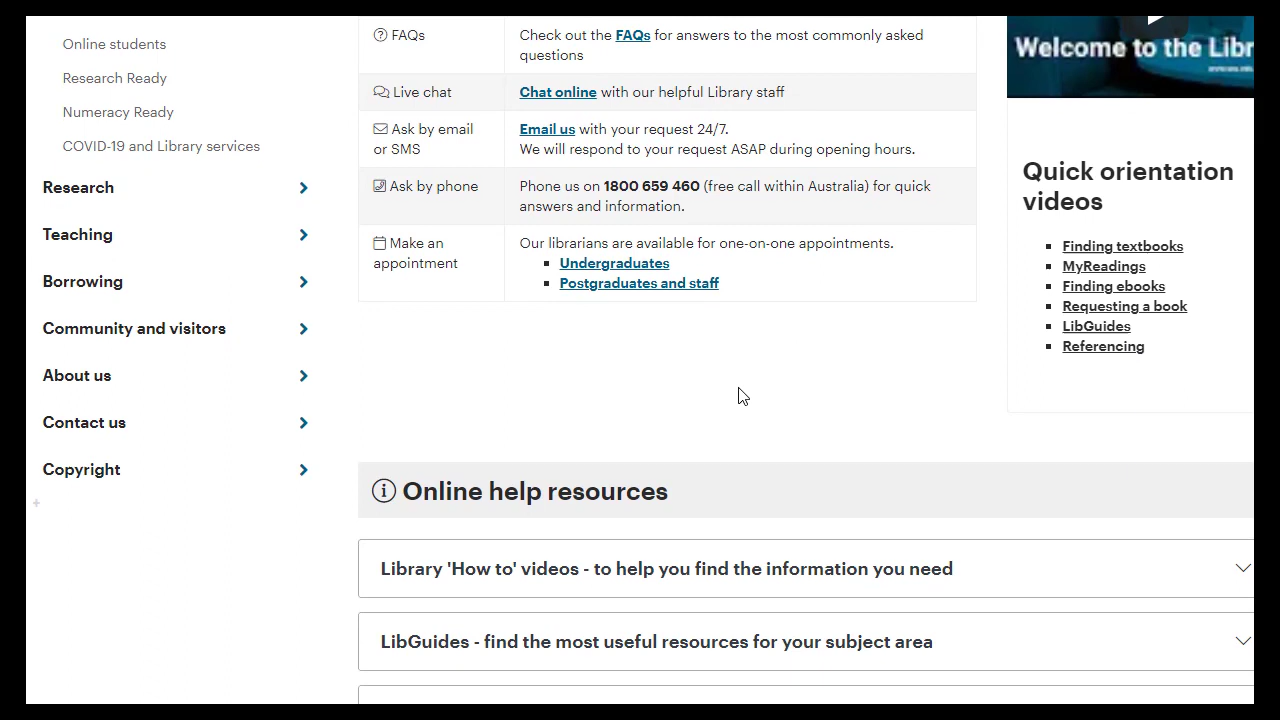 Online students
Research Ready
Numeracy Ready
COVID-19 and Library services
Research
Teaching
Borrowing
Community and visitors
About us
Contact us
Copyright
FAQs
Check out the FAQs for answers to the most commonly asked
questions
Live chat
Chat online with our helpful Library staff
Ask by email
or SMS
Email us with your request 24/7.
We will respond to your request ASAP during opening hours.
Ask by phone
Phone us on 1800 659 460 (free call within Australia) for quick
answers and information.
Make an
appointment
Our librarians are available for one-on-one appointments.
Undergraduates
Postgraduates and staff
Welcome to the Libr
Quick orientation
videos
Finding textbooks
MyReadings
Finding ebooks
Requesting a book
LibGuides
Referencing
Online help resources
Library 'How to' videos - to help you find the information you need
LibGuides - find the most useful resources for your subject area